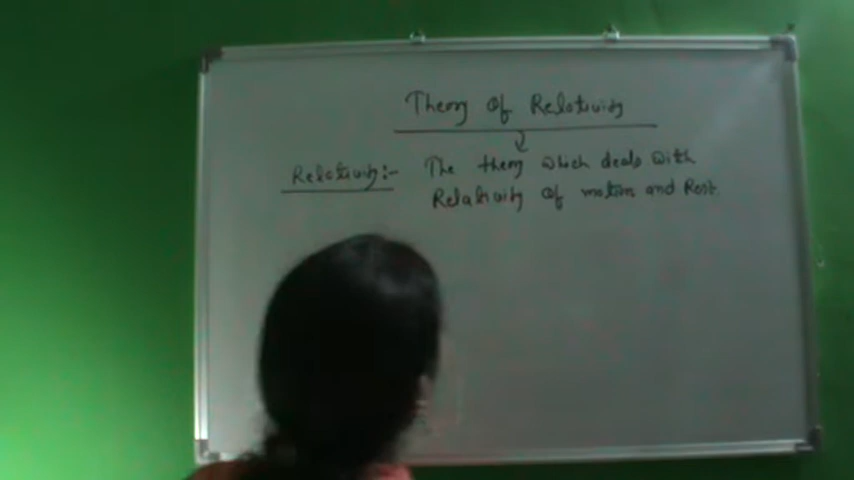 Theory Of Relativity
Relativity:- The theory which deals with
Relativity Of motion and Rest.